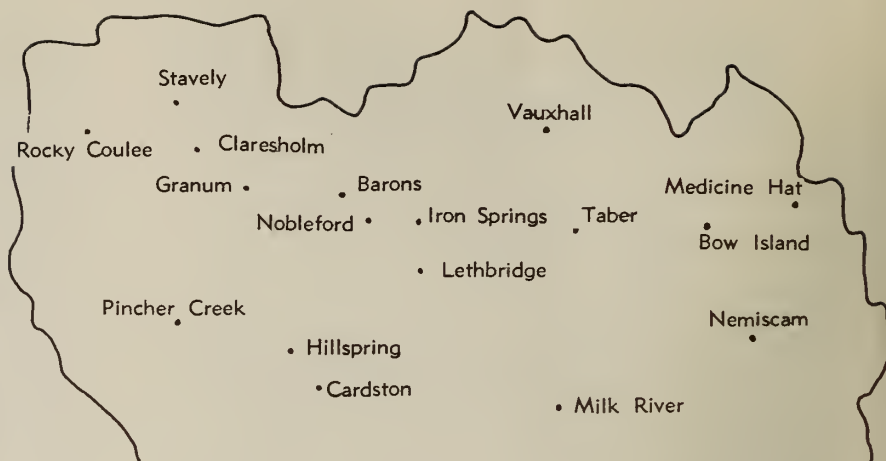 Stavely
Vauxhall
Rocky Coulee
Claresholm
Granum
Barons
Medicine Hat
Nobleford
Iron Springs
Taber
Bow Island
Lethbridge
Pincher Creek
Nemiscam
Hillspring
Cardston
Milk River